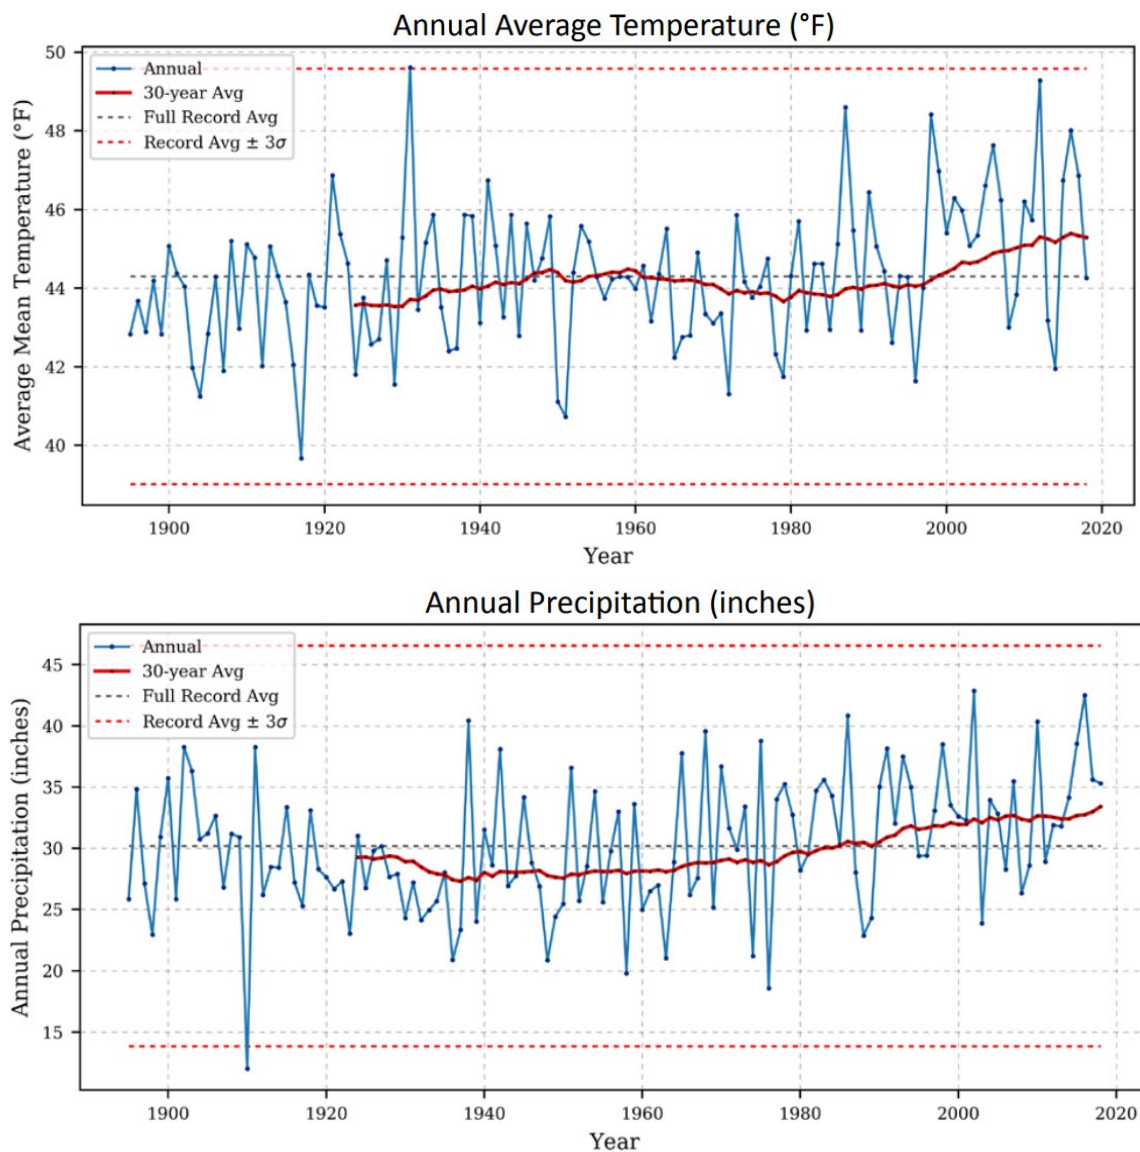 Annual Average Temperature (°F)
50
48
46
44
42
40
Average Mean Temperature (°F)
Annual
30-year Avg
Full Record Avg
Record Avg ± 3σ
1900 1920 1940 1960 1980 2000 2020
Year
Annual Precipitation (inches)
45
40
35
30
25
20
15
Annual Precipitation (inches)
Annual
30-year Avg
Full Record Avg
Record Avg ± 3σ
1900 1920 1940 1960 1980 2000 2020
Year